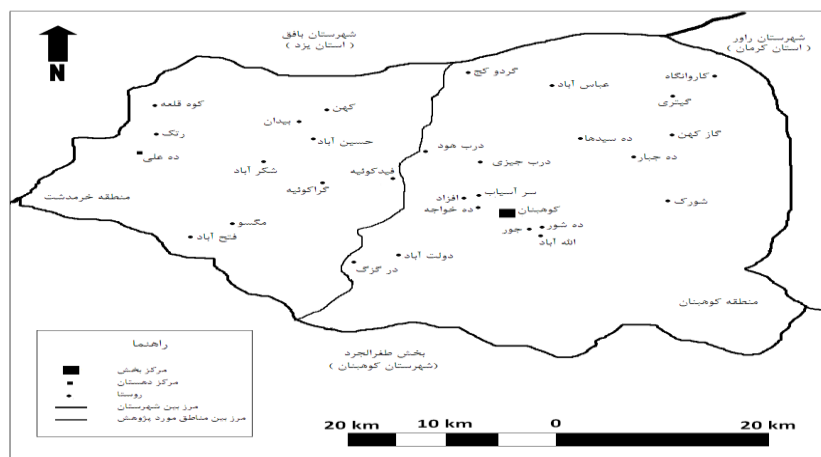 شهرستان بافق
( استان یزد )
شهرستان راور
( استان کرمان )
N
گردو کچ
عباس آباد
کاروانگاه
گیتری
کوه قلعه
کهن
بیدان
رتک
حسین آباد
ده علی
شکر آباد
درب هود
ده سیدها
گاز کهن
ده جبار
درب جیزی
فیدکوئیه
گراکوئیه
منطقه خرمدشت
سر آسیاب
افزاد
ده خواجه
کوهبنان
شورک
مگسو
فتح آباد
ده شور
جور
الله آباد
دولت آباد
در گزگ
منطقه کوهبنان
بخش طغرالجرد
(شهرستان کوهبنان )
راهنما
مرکز بخش
مرکز دهستان
روستا
مرز بین شهرستان
مرز بین مناطق مورد پژوهش
20 km 10 km 0 20 km